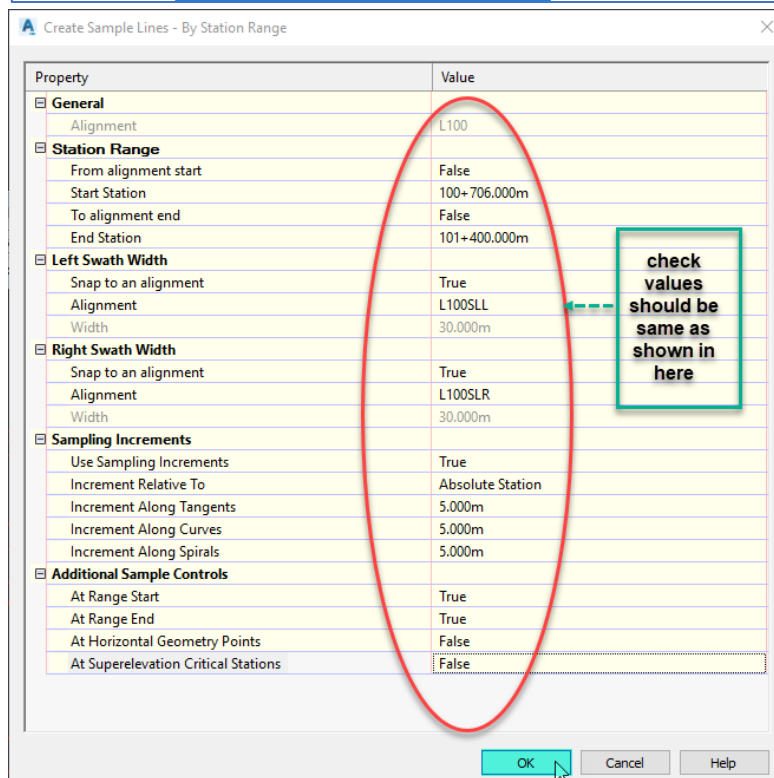 Create Sample Lines - By Station Range
Property Value
General
Alignment L100
Station Range
From alignment start False
Start Station 100+706.000m
To alignment end False
End Station 101+400.000m
Left Swath Width
Snap to an alignment True
Alignment L100SLL
Width 30.000m
Right Swath Width
Snap to an alignment True
Alignment L100SLR
Width 30.000m
Sampling Increments
Use Sampling Increments True
Increment Relative To Absolute Station
Increment Along Tangents 5.000m
Increment Along Curves 5.000m
Increment Along Spirals 5.000m
Additional Sample Controls
At Range Start True
At Range End True
At Horizontal Geometry Points False
At Superelevation Critical Stations False
check
values
should be
same as
shown in
here
OK Cancel Help